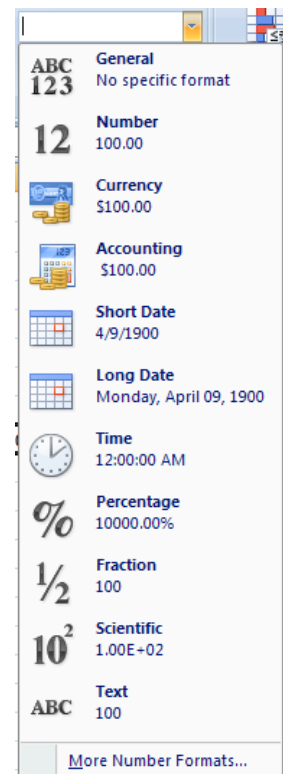 ABC
123
General
No specific format
12
Number
100.00
Currency
$100.00
Accounting
$100.00
Short Date
4/9/1900
Long Date
Monday, April 09, 1900
Time
12:00:00 AM
%
Percentage
10000.00%
1/2
Fraction
100
10²
Scientific
1.00E+02
ABC
Text
100
More Number Formats...